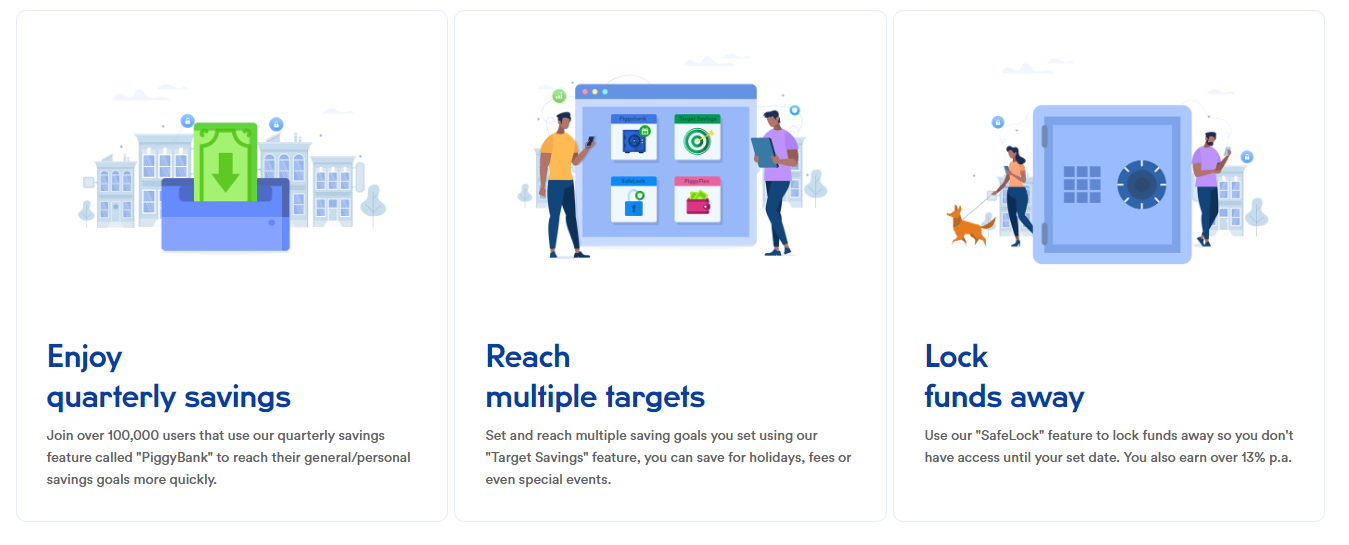 Enjoy
quarterly savings
Join over 100,000 users that use our quarterly savings
feature called "PiggyBank" to reach their general/personal
savings goals more quickly.
Piggybank
Target Savings
SafeLock
PiggyFlex
Reach
multiple targets
Set and reach multiple saving goals you set using our
"Target Savings" feature, you can save for holidays, fees or
even special events.
Lock
funds away
Use our "SafeLock" feature to lock funds away so you don't
have access until your set date. You also earn over 13% p.a.